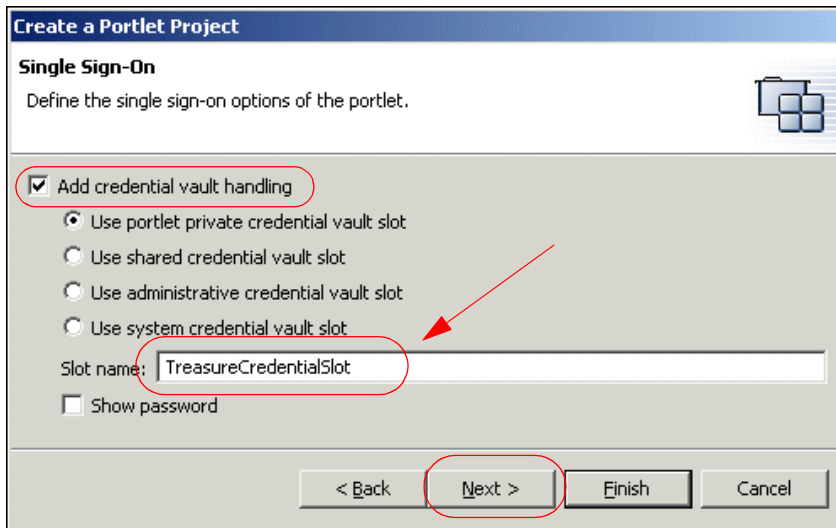 Create a Portlet Project
Single Sign-On
Define the single sign-on options of the portlet.
Add credential vault handling
Use portlet private credential vault slot
Use shared credential vault slot
Use administrative credential vault slot
Use system credential vault slot
Slot name: TreasureCredentialSlot
Show password
< Back Next > Finish Cancel